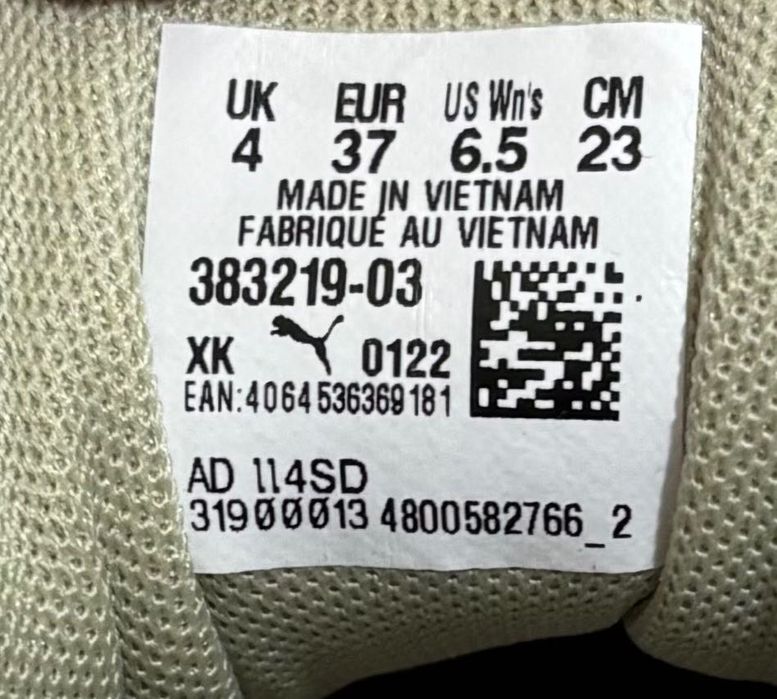 UK EUR US Wn's CM
4 37 6.5 23
MADE IN VIETNAM
FABRIQUÉ AU VIETNAM
383219-03
XK 0122
EAN:4064536369181
AD 114SD
31900013 4800582766_2